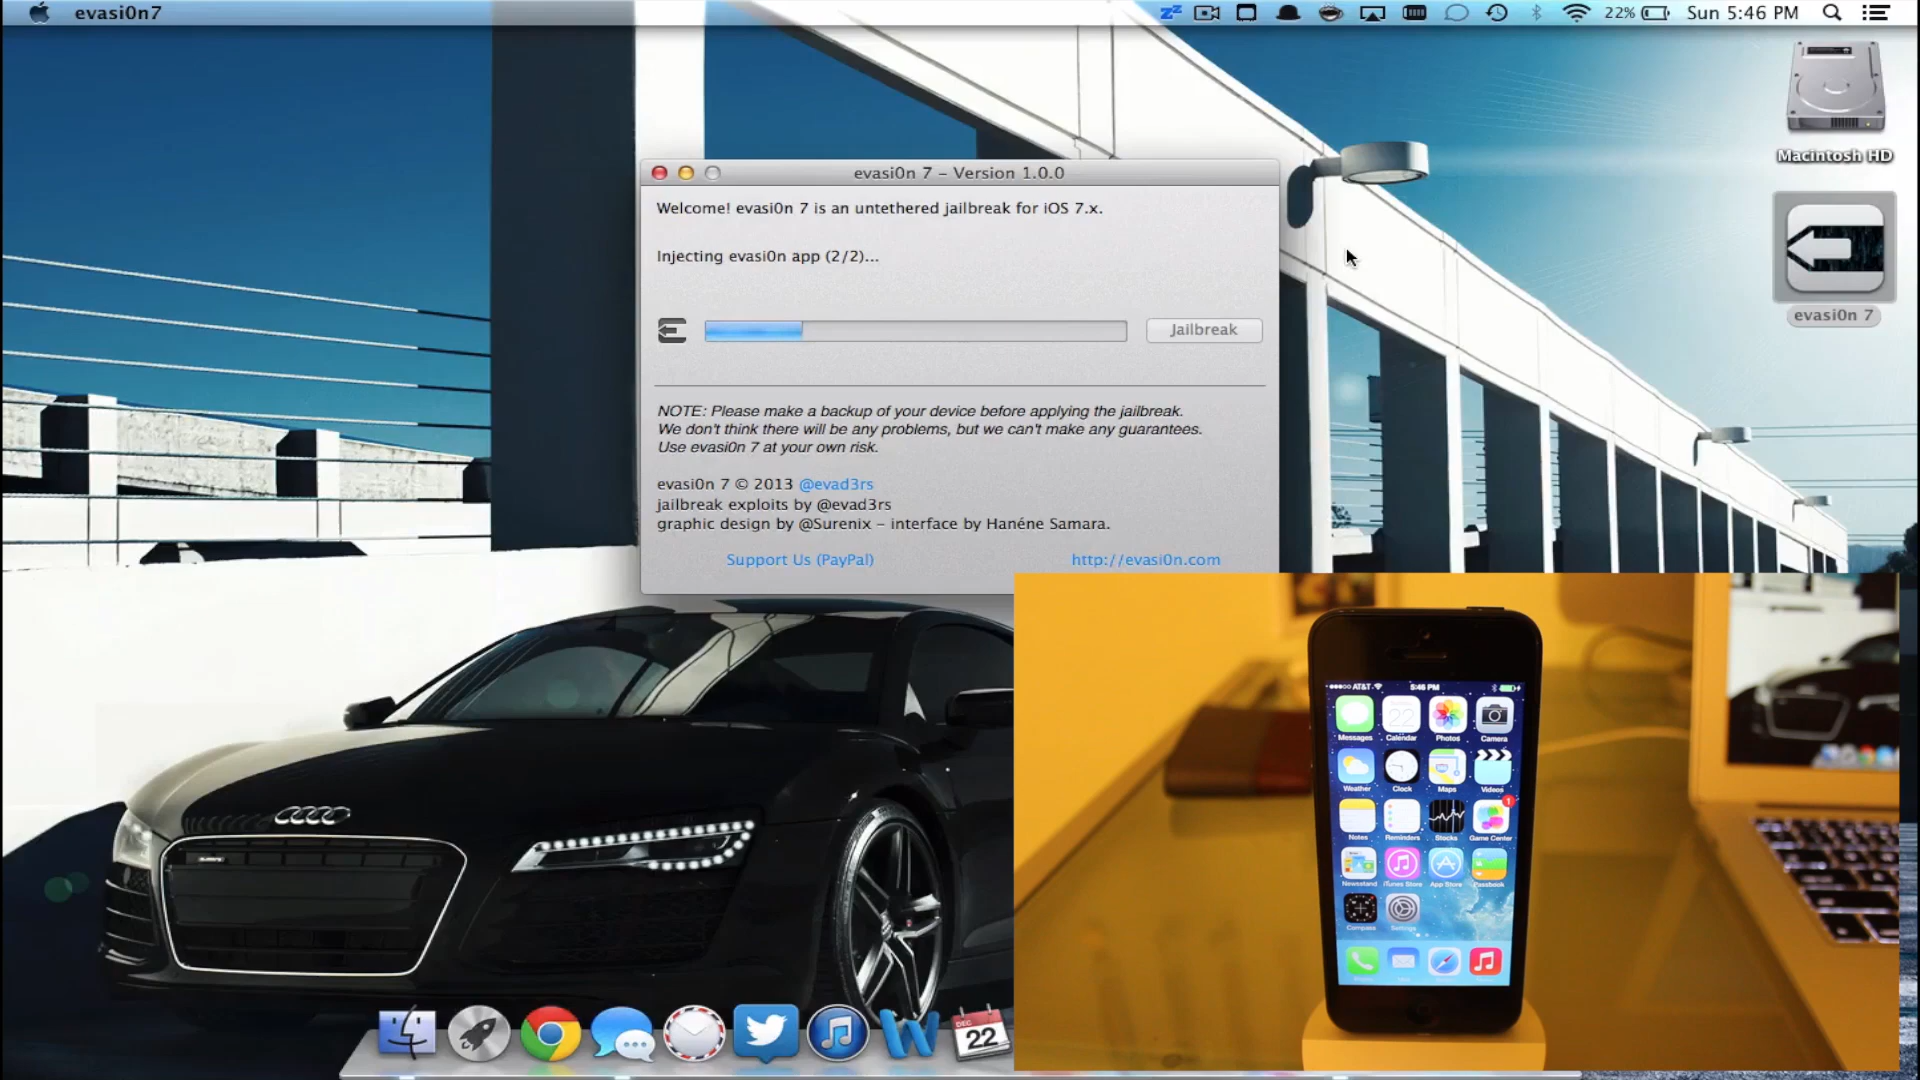 evasi0n7
22%
Sun 5:46 PM
Macintosh HD
evasi0n 7
evasi0n 7 – Version 1.0.0
Welcome! evasi0n 7 is an untethered jailbreak for iOS 7.x.
Injecting evasi0n app (2/2)...
Jailbreak
NOTE: Please make a backup of your device before applying the jailbreak.
We don't think there will be any problems, but we can't make any guarantees.
Use evasi0n 7 at your own risk.
evasi0n 7 © 2013 @evad3rs
jailbreak exploits by @evad3rs
graphic design by @Surenix – interface by Hanéne Samara.
Support Us (PayPal)
http://evasi0n.com
AT&T
5:46 PM
22
Messages Calendar Photos Camera
Weather Clock Maps Videos
1
Notes Reminders Stocks Game Center
Newsstand iTunes Store App Store Passbook
Compass Settings
W
DEC
22